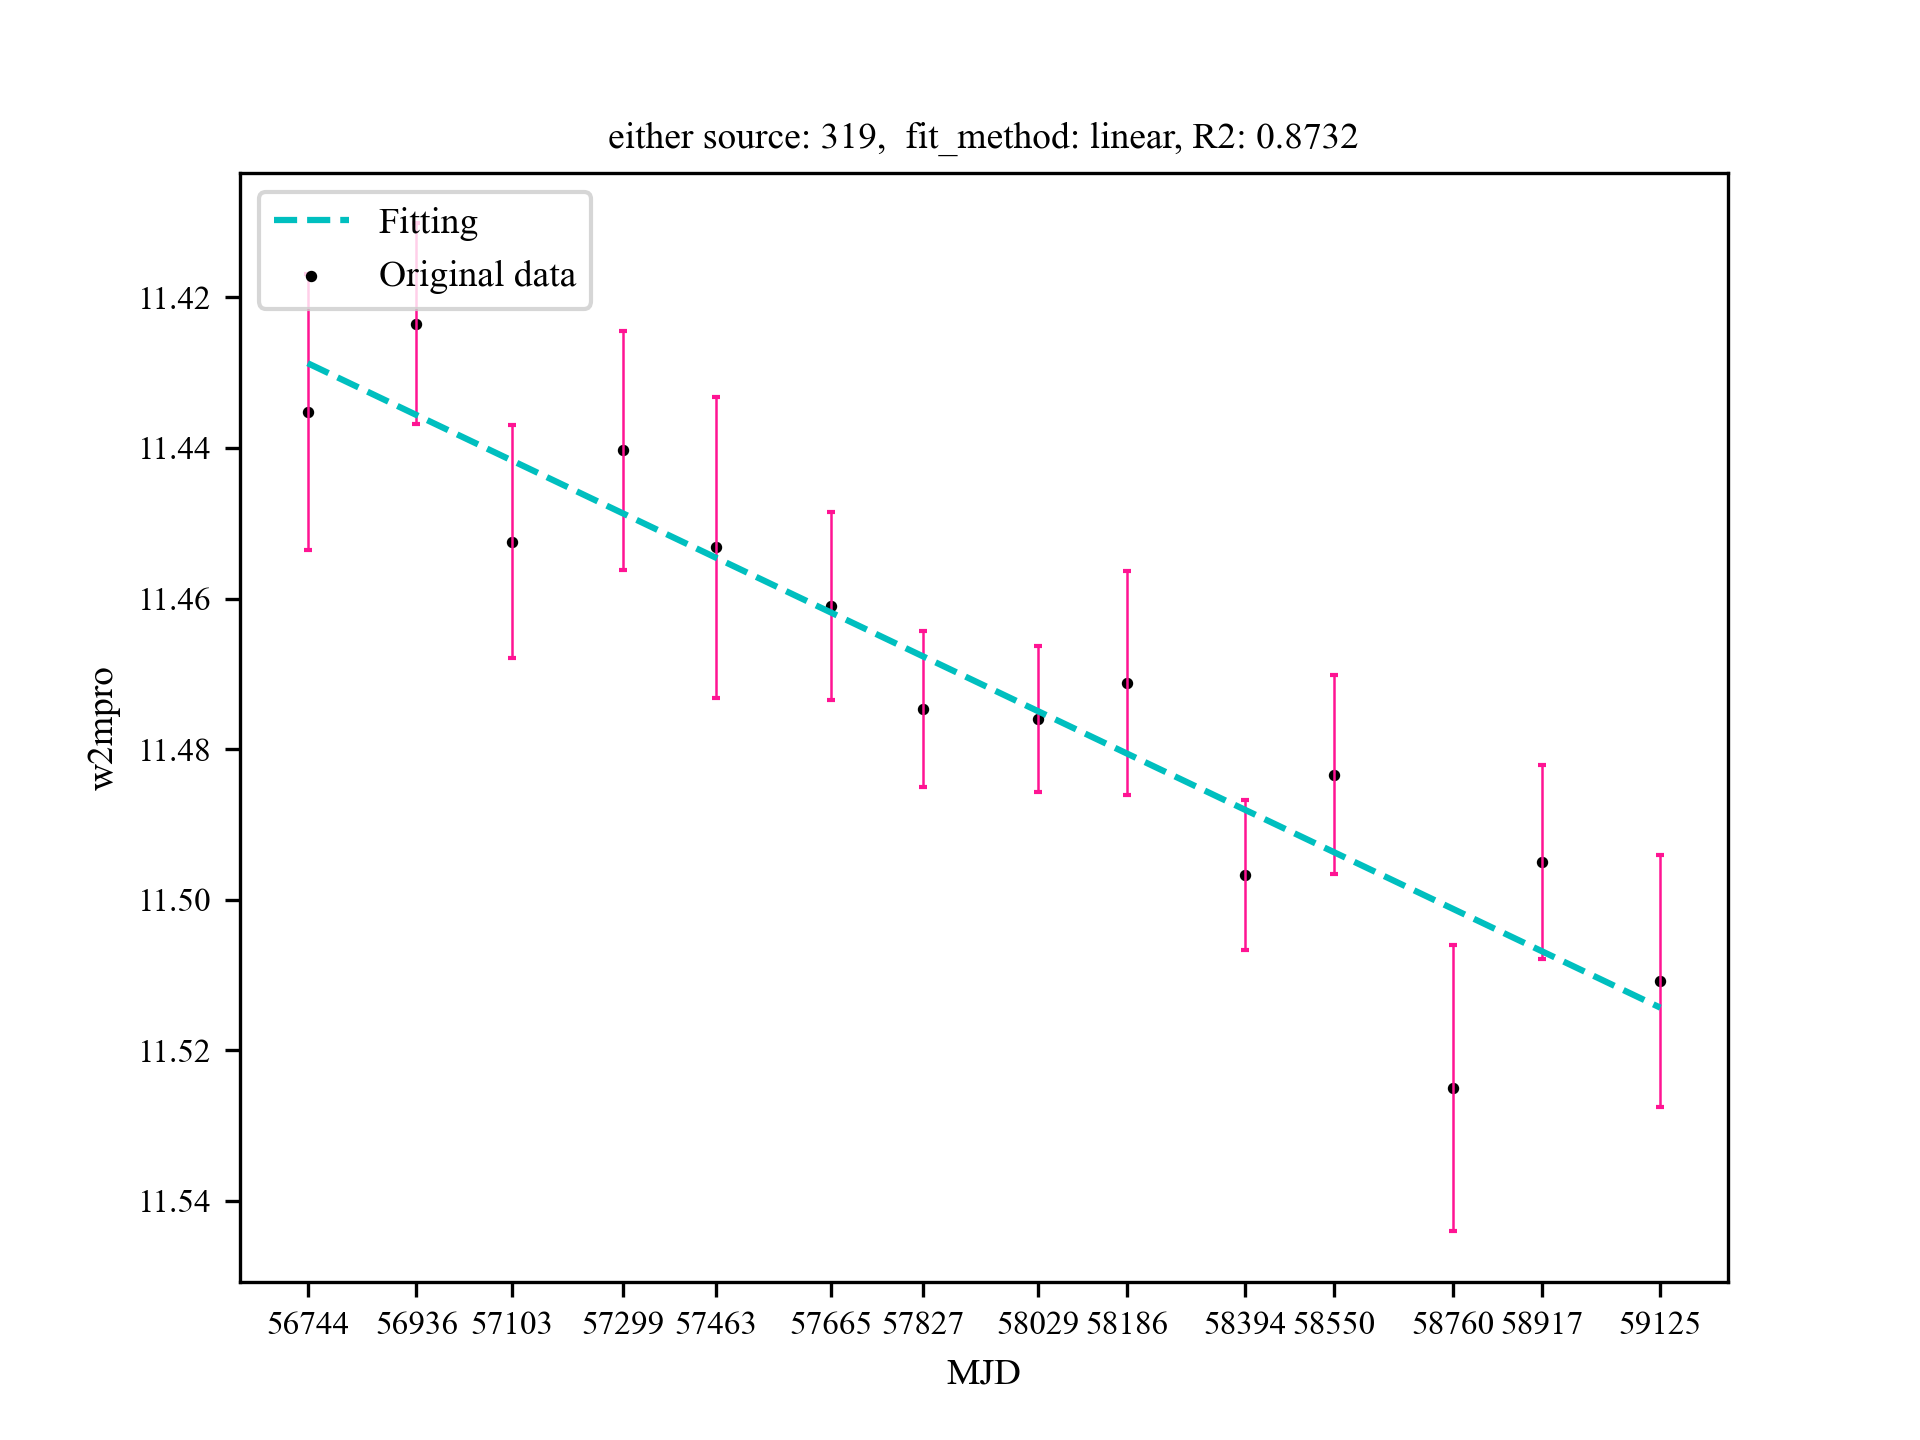 either source: 319,  fit_method: linear, R2: 0.8732
Fitting
Original data
11.42
11.44
11.46
11.48
11.50
11.52
11.54
w2mpro
56744 56936 57103 57299 57463 57665 57827 58029 58186 58394 58550 58760 58917 59125
MJD